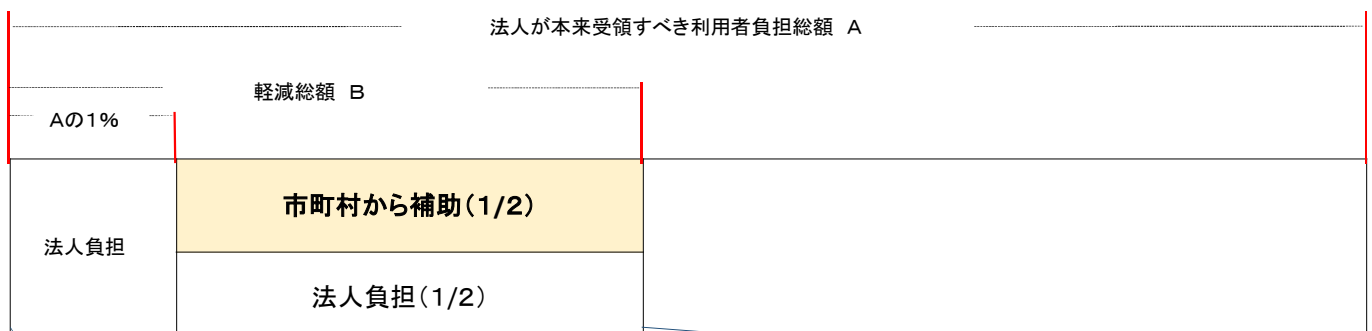 法人が本来受領すべき利用者負担総額　A
軽減総額　B
Aの1%
市町村から補助(1/2)
法人負担
法人負担(1/2)